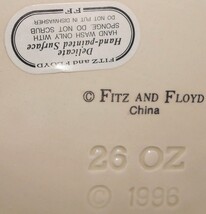 FF
DO NOT PUT IN DISHWASHER
SPONGE. DO NOT SCRUB
HAND WASH ONLY WITH
Hand-painted Surface
Delicate
FITZ AND FLOYD
© FITZ AND FLOYD
China
26 OZ
© 1996